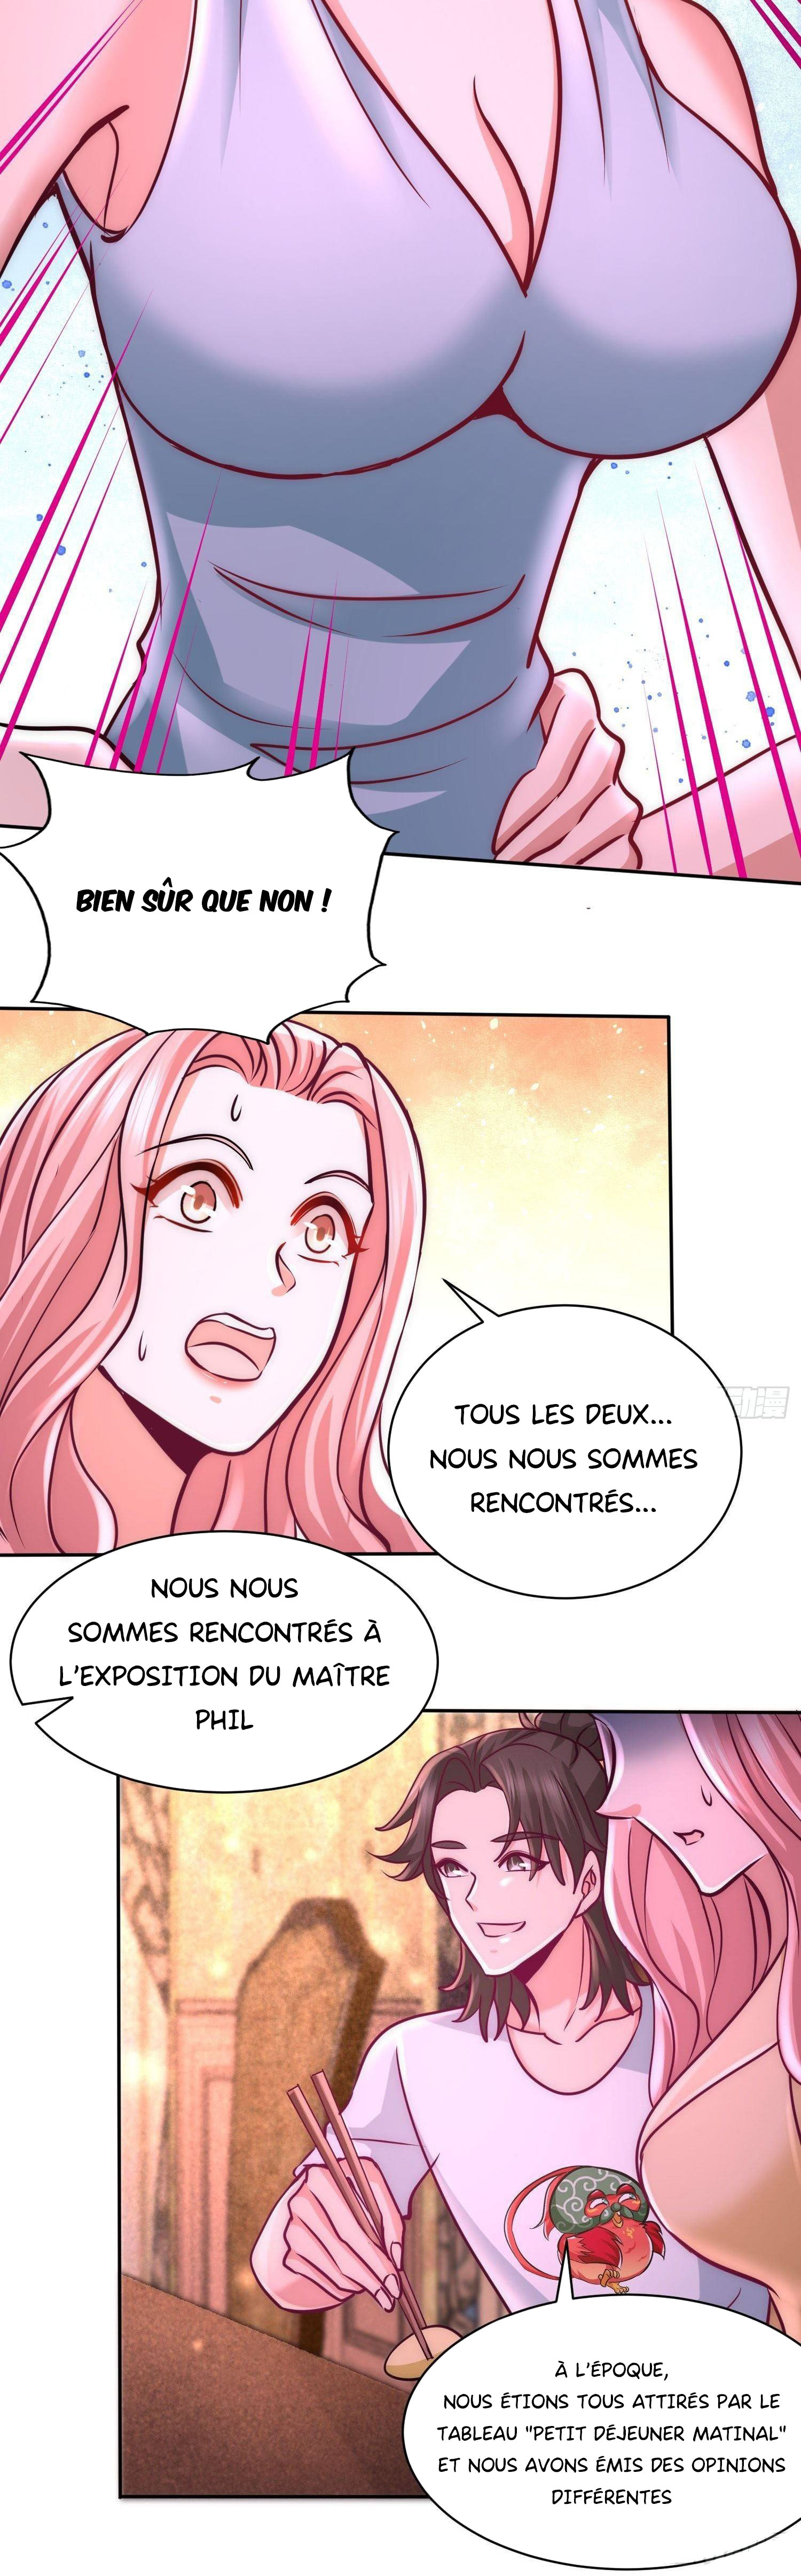 BIEN SÛR QUE NON !
TOUS LES DEUX...
NOUS NOUS SOMMES
RENCONTRÉS...
NOUS NOUS
SOMMES RENCONTRÉS À
L'EXPOSITION DU MAÎTRE
PHIL
À L'ÉPOQUE,
NOUS ÉTIONS TOUS ATTIRÉS PAR LE
TABLEAU "PETIT DÉJEUNER MATINAL"
ET NOUS AVONS ÉMIS DES OPINIONS
DIFFÉRENTES